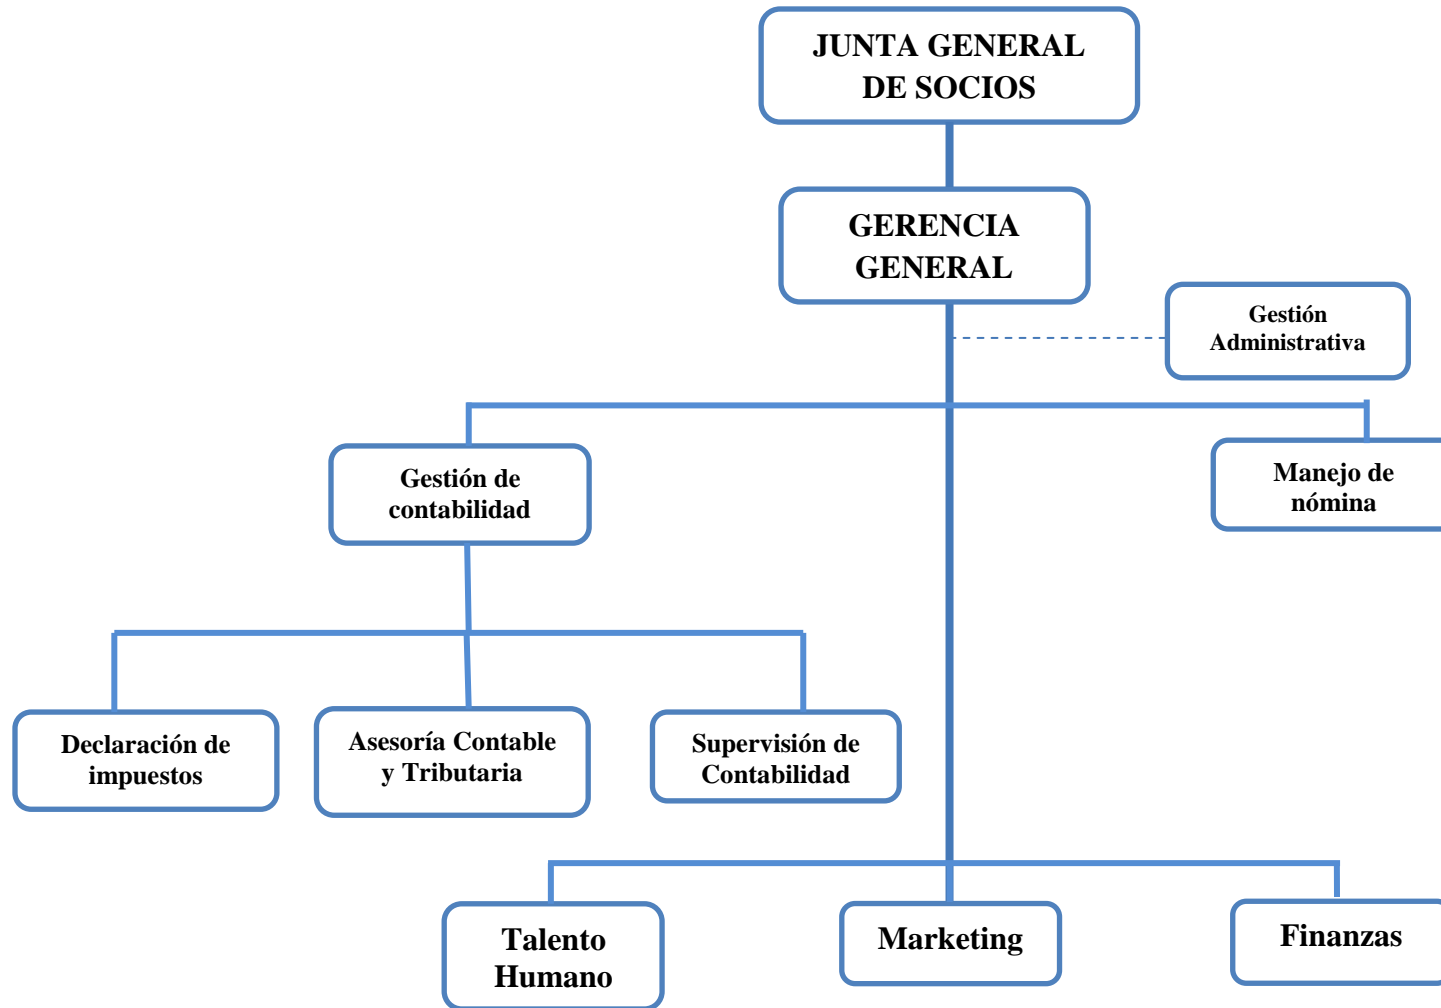 JUNTA GENERAL
DE SOCIOS
GERENCIA
GENERAL
Gestión
Administrativa
Gestión de
contabilidad
Manejo de
nómina
Declaración de
impuestos
Asesoría Contable
y Tributaria
Supervisión de
Contabilidad
Talento
Humano
Marketing
Finanzas